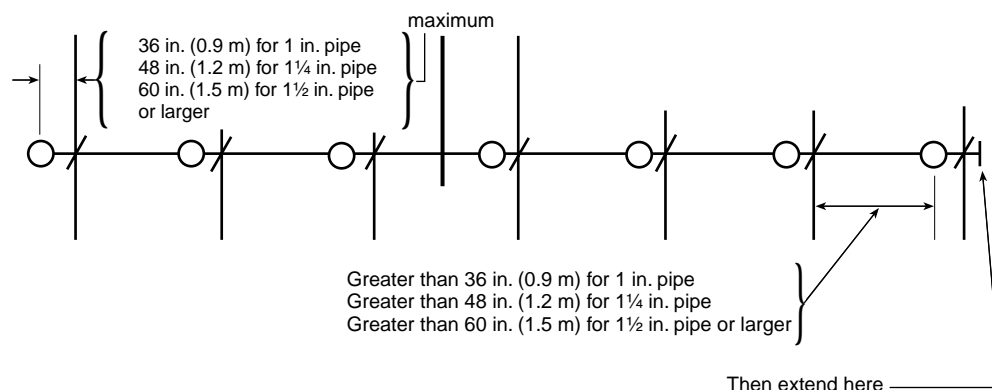 maximum
36 in. (0.9 m) for 1 in. pipe
48 in. (1.2 m) for 1¼ in. pipe
60 in. (1.5 m) for 1½ in. pipe
or larger
Greater than 36 in. (0.9 m) for 1 in. pipe
Greater than 48 in. (1.2 m) for 1¼ in. pipe
Greater than 60 in. (1.5 m) for 1½ in. pipe or larger
Then extend here